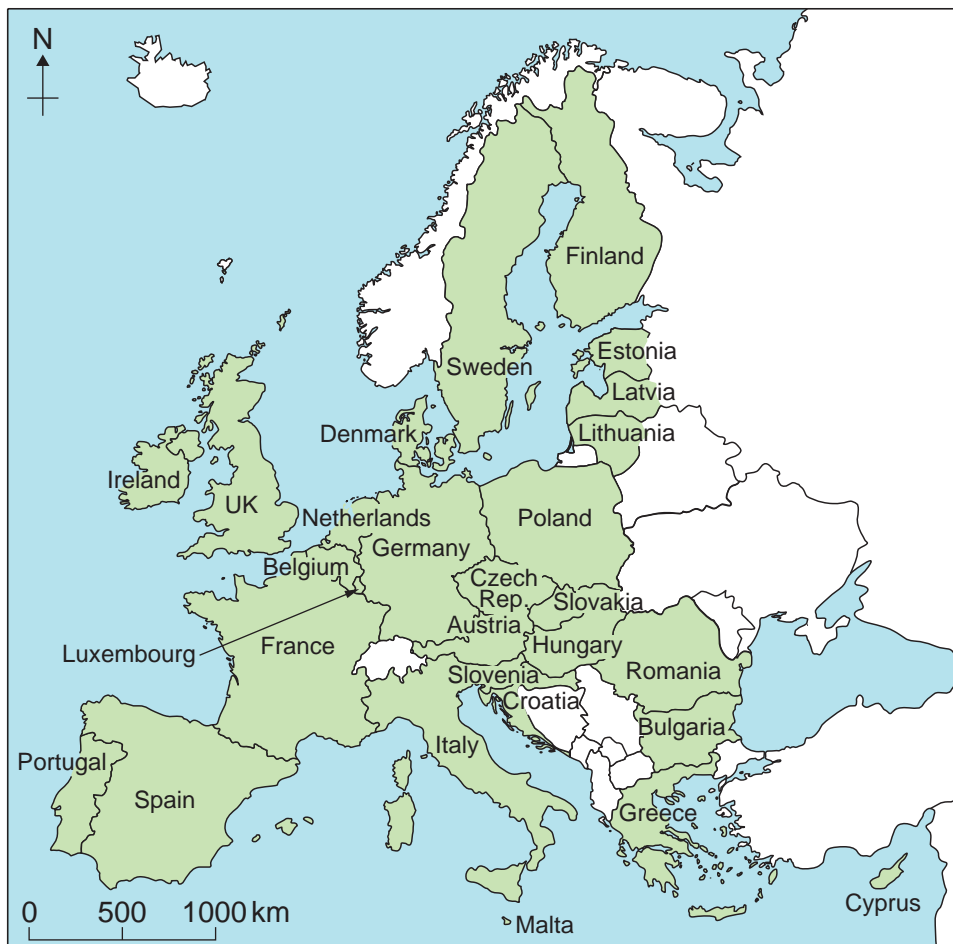 N
Finland
Estonia
Sweden
Latvia
Denmark
Lithuania
Ireland
UK
Netherlands
Poland
Germany
Belgium
Czech
Rep.
Slovakia
Austria
France
Hungary
Luxembourg
Romania
Slovenia
Croatia
Bulgaria
Italy
Portugal
Spain
Greece
Cyprus
0 500 1000 km
Malta